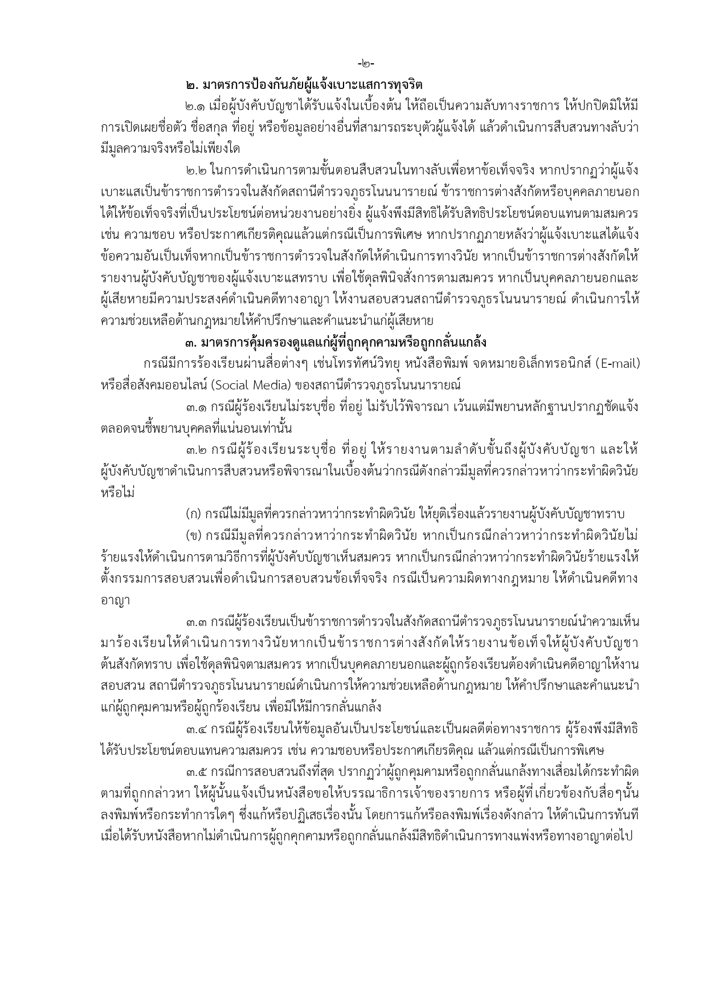 -๒-
๒. มาตรการป้องกันภัยผู้แจ้งเบาะแสการทุจริต
๒.๑ เมื่อผู้บังคับบัญชาได้รับแจ้งในเบื้องต้น ให้ถือเป็นความลับทางราชการ ให้ปกปิดมิให้มี
การเปิดเผยชื่อตัว ชื่อสกุล ที่อยู่ หรือข้อมูลอย่างอื่นที่สามารถระบุตัวผู้แจ้งได้ แล้วดำเนินการสืบสวนทางลับว่า
มีมูลความจริงหรือไม่เพียงใด
๒.๒ ในการดำเนินการตามขั้นตอนสืบสวนในทางลับเพื่อหาข้อเท็จจริง หากปรากฏว่าผู้แจ้ง
เบาะแสเป็นข้าราชการตำรวจในสังกัดสถานีตำรวจภูธรโนนนารายณ์ ข้าราชการต่างสังกัดหรือบุคคลภายนอก
ได้ให้ข้อเท็จจริงที่เป็นประโยชน์ต่อหน่วยงานอย่างยิ่ง ผู้แจ้งพึงมีสิทธิได้รับสิทธิประโยชน์ตอบแทนตามสมควร
เช่น ความชอบ หรือประกาศเกียรติคุณแล้วแต่กรณีเป็นการพิเศษ หากปรากฏภายหลังว่าผู้แจ้งเบาะแสได้แจ้ง
ข้อความอันเป็นเท็จหากเป็นข้าราชการตำรวจในสังกัดให้ดำเนินการทางวินัย หากเป็นข้าราชการต่างสังกัดให้
รายงานผู้บังคับบัญชาของผู้แจ้งเบาะแสทราบ เพื่อใช้ดุลพินิจสั่งการตามสมควร หากเป็นบุคคลภายนอกและ
ผู้เสียหายมีความประสงค์ดำเนินคดีทางอาญา ให้งานสอบสวนสถานีตำรวจภูธรโนนนารายณ์ ดำเนินการให้
ความช่วยเหลือด้านกฎหมายให้คำปรึกษาและคำแนะนำแก่ผู้เสียหาย
๓. มาตรการคุ้มครองดูแลแก่ผู้ที่ถูกคุกคามหรือถูกกลั่นแกล้ง
กรณีมีการร้องเรียนผ่านสื่อต่างๆ เช่นโทรทัศน์วิทยุ หนังสือพิมพ์ จดหมายอิเล็กทรอนิกส์ (E-mail)
หรือสื่อสังคมออนไลน์ (Social Media) ของสถานีตำรวจภูธรโนนนารายณ์
๓.๑ กรณีผู้ร้องเรียนไม่ระบุชื่อ ที่อยู่ ไม่รับไว้พิจารณา เว้นแต่มีพยานหลักฐานปรากฏชัดแจ้ง
ตลอดจนชี้พยานบุคคลที่แน่นอนเท่านั้น
๓.๒ กรณีผู้ร้องเรียนระบุชื่อ ที่อยู่ ให้รายงานตามลำดับขั้นถึงผู้บังคับบัญชา และให้
ผู้บังคับบัญชาดำเนินการสืบสวนหรือพิจารณาในเบื้องต้นว่ากรณีดังกล่าวมีมูลที่ควรกล่าวหาว่ากระทำผิดวินัย
หรือไม่
(ก) กรณีไม่มีมูลที่ควรกล่าวหาว่ากระทำผิดวินัย ให้ยุติเรื่องแล้วรายงานผู้บังคับบัญชาทราบ
(ข) กรณีมีมูลที่ควรกล่าวหาว่ากระทำผิดวินัย หากเป็นกรณีกล่าวหาว่ากระทำผิดวินัยไม่
ร้ายแรงให้ดำเนินการตามวิธีการที่ผู้บังคับบัญชาเห็นสมควร หากเป็นกรณีกล่าวหาว่ากระทำผิดวินัยร้ายแรงให้
ตั้งกรรมการสอบสวนเพื่อดำเนินการสอบสวนข้อเท็จจริง กรณีเป็นความผิดทางกฎหมาย ให้ดำเนินคดีทาง
อาญา
๓.๓ กรณีผู้ร้องเรียนเป็นข้าราชการตำรวจในสังกัดสถานีตำรวจภูธรโนนนารายณ์นำความเห็น
มาร้องเรียนให้ดำเนินการทางวินัยหากเป็นข้าราชการต่างสังกัดให้รายงานข้อเท็จให้ผู้บังคับบัญชา
ต้นสังกัดทราบ เพื่อใช้ดุลพินิจตามสมควร หากเป็นบุคคลภายนอกและผู้ถูกร้องเรียนต้องดำเนินคดีอาญาให้งาน
สอบสวน สถานีตำรวจภูธรโนนนารายณ์ดำเนินการให้ความช่วยเหลือด้านกฎหมาย ให้คำปรึกษาและคำแนะนำ
แก่ผู้ถูกคุมคามหรือผู้ถูกร้องเรียน เพื่อมิให้มีการกลั่นแกล้ง
๓.๔ กรณีผู้ร้องเรียนให้ข้อมูลอันเป็นประโยชน์และเป็นผลดีต่อทางราชการ ผู้ร้องพึงมีสิทธิ
ได้รับประโยชน์ตอบแทนความสมควร เช่น ความชอบหรือประกาศเกียรติคุณ แล้วแต่กรณีเป็นการพิเศษ
๓.๕ กรณีการสอบสวนถึงที่สุด ปรากฏว่าผู้ถูกคุมคามหรือถูกกลั่นแกล้งทางเสื่อมได้กระทำผิด
ตามที่ถูกกล่าวหา ให้ผู้นั้นแจ้งเป็นหนังสือขอให้บรรณาธิการเจ้าของรายการ หรือผู้ที่เกี่ยวข้องกับสื่อๆนั้น
ลงพิมพ์หรือกระทำการใดๆ ซึ่งแก้หรือปฏิเสธเรื่องนั้น โดยการแก้หรือลงพิมพ์เรื่องดังกล่าว ให้ดำเนินการทันที
เมื่อได้รับหนังสือหากไม่ดำเนินการผู้ถูกคุกคามหรือถูกกลั่นแกล้งมีสิทธิดำเนินการทางแพ่งหรือทางอาญาต่อไป